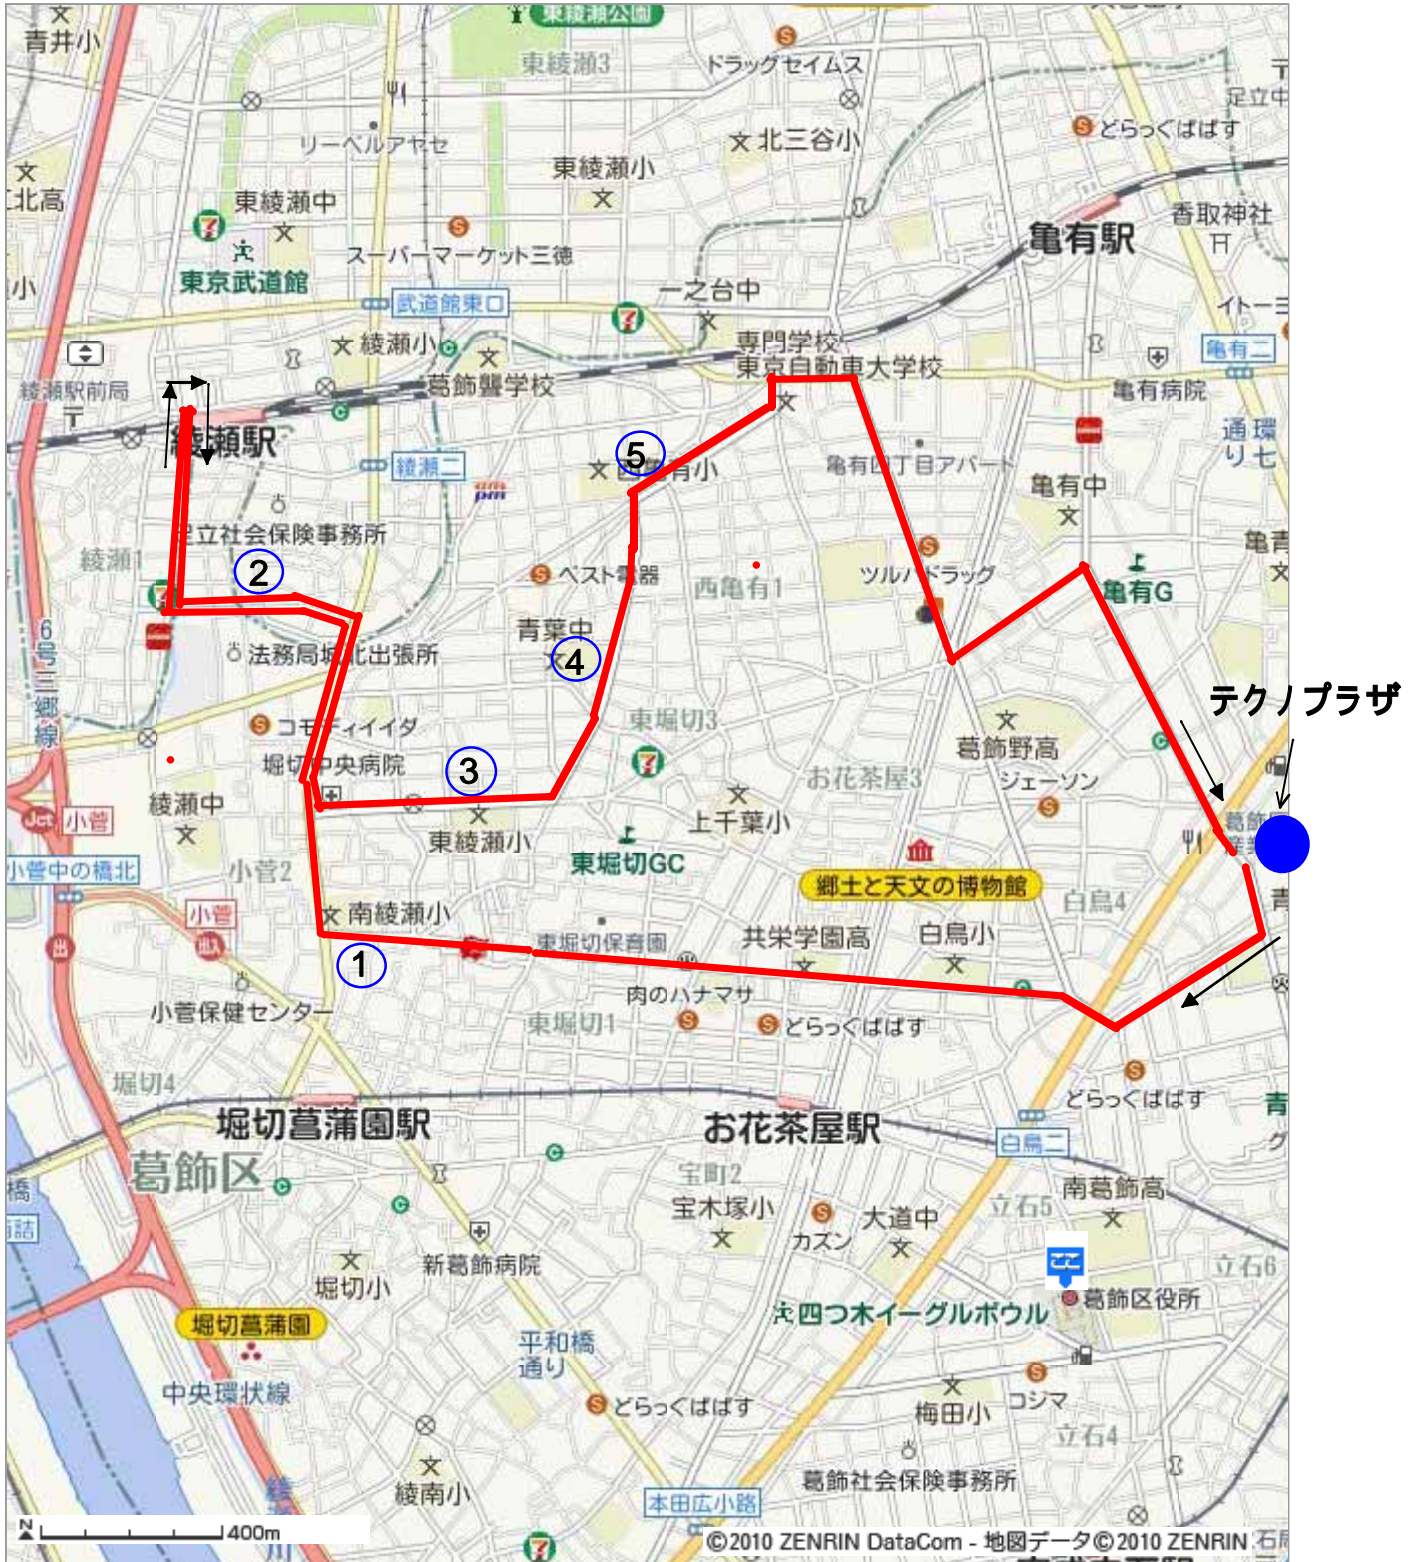 東綾瀬公園
青井小
東綾瀬3
ドラッグセイムス
足立中
どらっぐぱぱす
リーベルアヤセ
北三谷小
東綾瀬小
東綾瀬中
香取神社
亀有駅
スーパーマーケット三徳
東京武道館
一之台中
武道館東口
イトーヨ
綾瀬小
専門学校
東京自動車大学校
亀有二
葛飾聾学校
綾瀬駅前局
亀有病院
綾瀬駅
環七
通り
綾瀬二
⑤
西亀有小
亀有四丁目アパート
am
pm
亀有中
足立社会保険事務所
綾瀬1
②
ベスト電器
西亀有1
ツルハドラッグ
亀有G
亀青
青葉中
④
6号三郷線
法務局城北出張所
テクノプラザ
コモディイイダ
東堀切3
葛飾野高
堀切中央病院
③
お花茶屋3
ジェーソン
綾瀬中
Jct
小菅
東綾瀬小
上千葉小
東堀切GC
小菅中の橋北
小菅2
郷土と天文の博物館
白鳥4
小菅
南綾瀬小
東堀切保育園
共栄学園高
白鳥小
出
①
小菅保健センター
肉のハナマサ
東堀切1
どらっぐぱぱす
堀切4
どらっぐぱぱす
堀切菖蒲園駅
お花茶屋駅
白鳥二
葛飾区
宝町2
南葛飾高
宝木塚小
立石5
大道中
カズン
新葛飾病院
堀切小
立石6
ここ
葛飾区役所
四つ木イーグルボウル
堀切菖蒲園
平和橋
通り
中央環状線
コジマ
どらっぐぱぱす
梅田小
立石4
葛飾社会保険事務所
綾南小
本田広小路
N
400m
©2010 ZENRIN DataCom - 地図データ©2010 ZENRIN